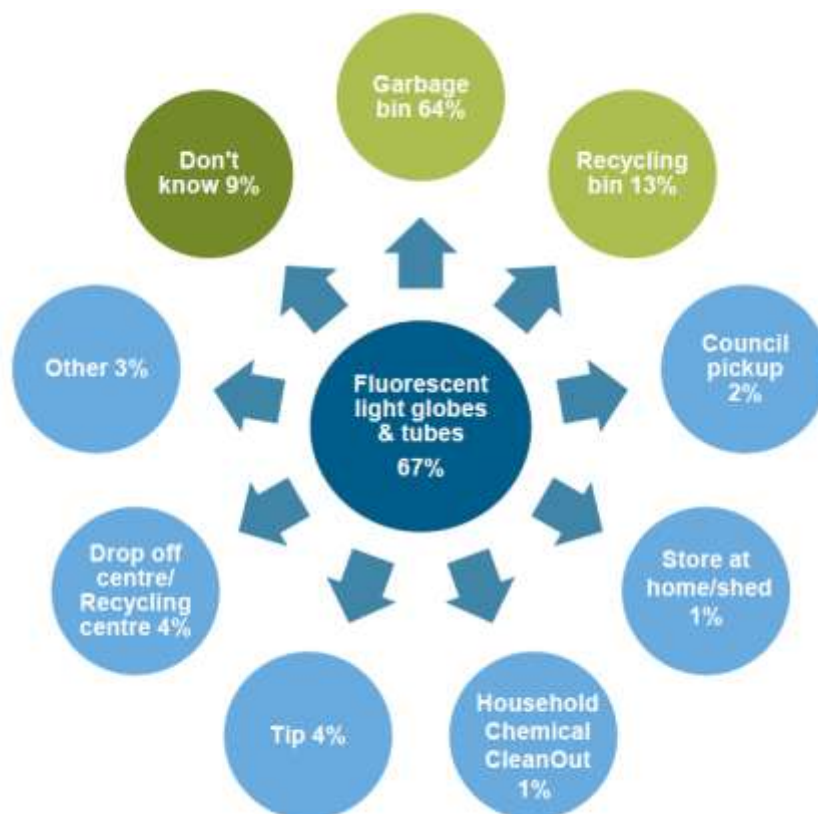 Garbage
bin 64%
Recycling
bin 13%
Council
pickup
2%
Store at
home/shed
1%
Household
Chemical
CleanOut
1%
Tip 4%
Drop off
centre/
Recycling
centre 4%
Other 3%
Don't
know 9%
Fluorescent
light globes
& tubes
67%